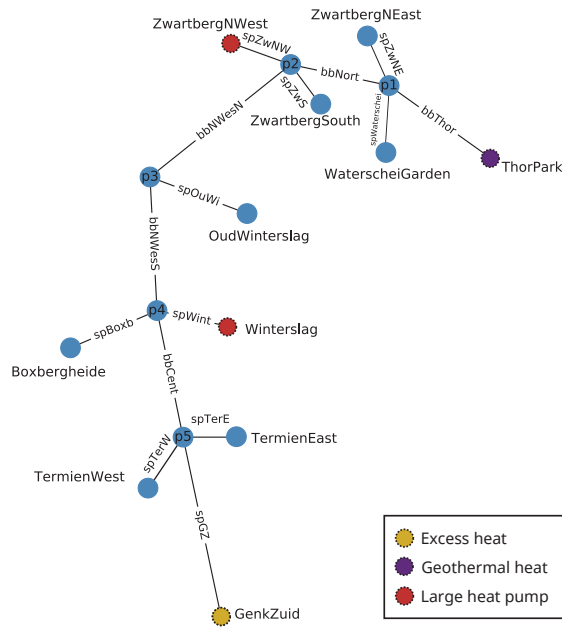 ZwartbergNEast
ZwartbergNWest
spZwNW
spZwNE
p2
bbNort
p1
spZwS
bbThor
ZwartbergSouth
spWaterschei
bbNWesN
WaterscheiGarden
ThorPark
p3
spOuWi
OudWinterslag
bbNWesS
p4
spWint
Winterslag
spBoxb
Boxbergheide
bbCent
spTerE
p5
TermienEast
spTerW
TermienWest
spGZ
GenkZuid
Excess heat
Geothermal heat
Large heat pump